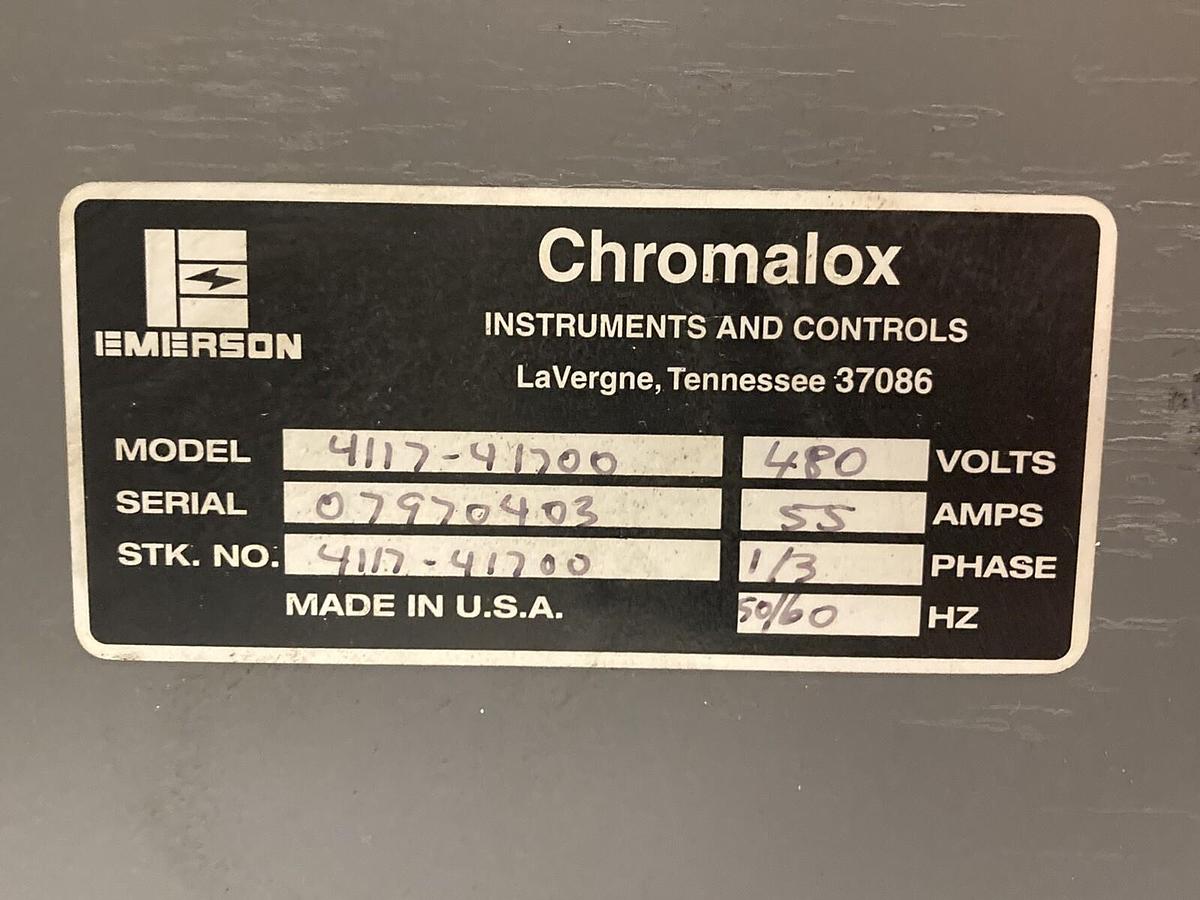 EMERSON
Chromalox
INSTRUMENTS AND CONTROLS
LaVergne, Tennessee 37086
MODEL 4117-41700 480 VOLTS
SERIAL 07970403 55 AMPS
STK. NO. 4117-41700 1/3 PHASE
MADE IN U.S.A. 50/60 HZ